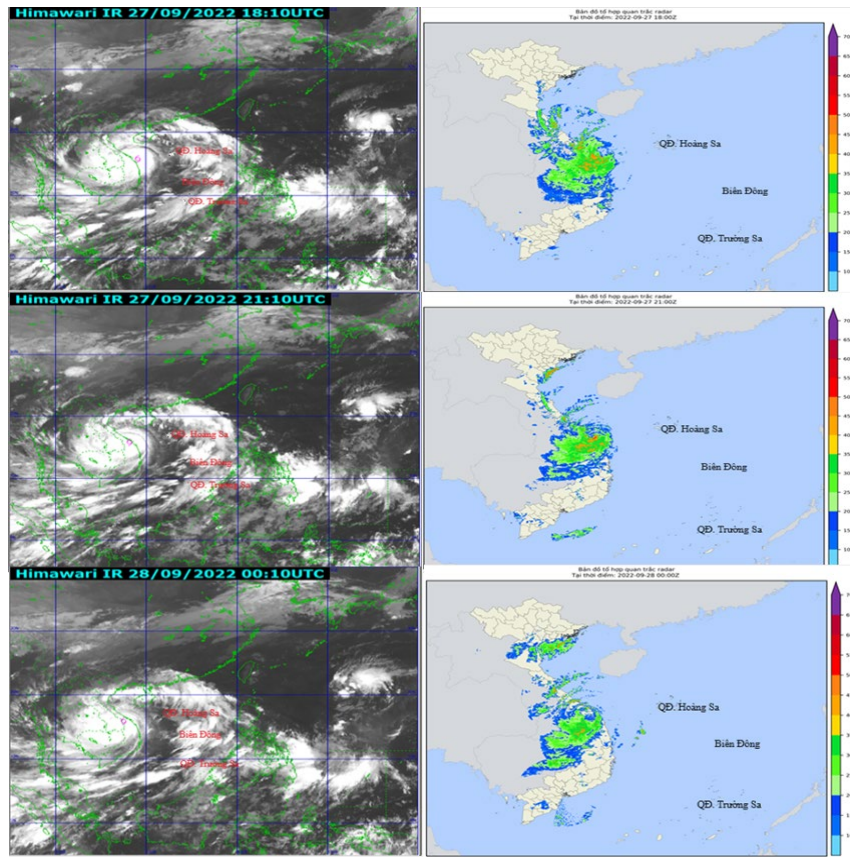 Himawari IR 27/09/2022 18:10UTC
QĐ. Hoàng Sa
Biển Đông
QĐ. Trường Sa
Bản đồ tổ hợp quan trắc radar
Tại thời điểm: 2022-09-27 18:00Z
QĐ. Hoàng Sa
Biển Đông
QĐ. Trường Sa
70
65
60
55
50
45
40
35
30
25
20
15
10
Himawari IR 27/09/2022 21:10UTC
QĐ. Hoàng Sa
Biển Đông
QĐ. Trường Sa
Bản đồ tổ hợp quan trắc radar
Tại thời điểm: 2022-09-27 21:00Z
QĐ. Hoàng Sa
Biển Đông
QĐ. Trường Sa
70
65
60
55
50
45
40
35
30
25
20
15
10
Himawari IR 28/09/2022 00:10UTC
QĐ. Hoàng Sa
Biển Đông
QĐ. Trường Sa
Bản đồ tổ hợp quan trắc radar
Tại thời điểm: 2022-09-28 00:00Z
QĐ. Hoàng Sa
Biển Đông
QĐ. Trường Sa